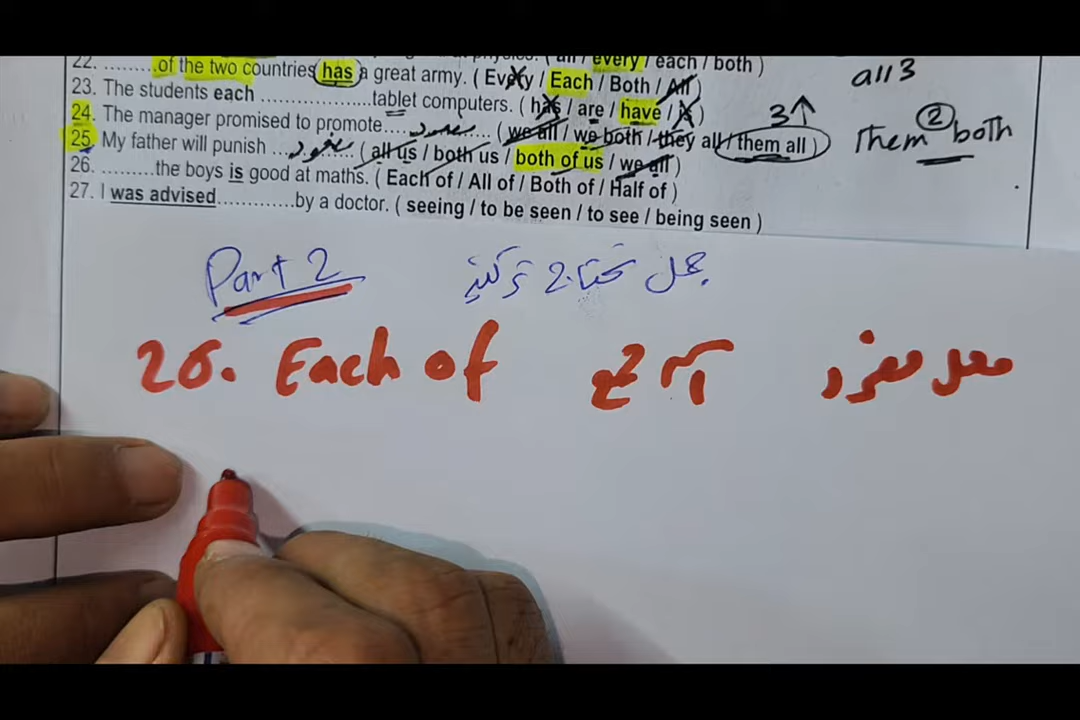 22. .........of the two countries has a great army. ( Every / Each / Both / All )
all 3
23. The students each ...................tablet computers. ( has / are / have / )
3↑
24. The manager promised to promote.... مفعول ...( we all / we both / they all / them all )
them both ②
25. My father will punish ... مفعول ...( all us / both us / both of us / we all )
26. .........the boys is good at maths. ( Each of / All of / Both of / Half of )
27. I was advised.............by a doctor. ( seeing / to be seen / to see / being seen )
Part 2
26. Each of جمع فعل مفرد